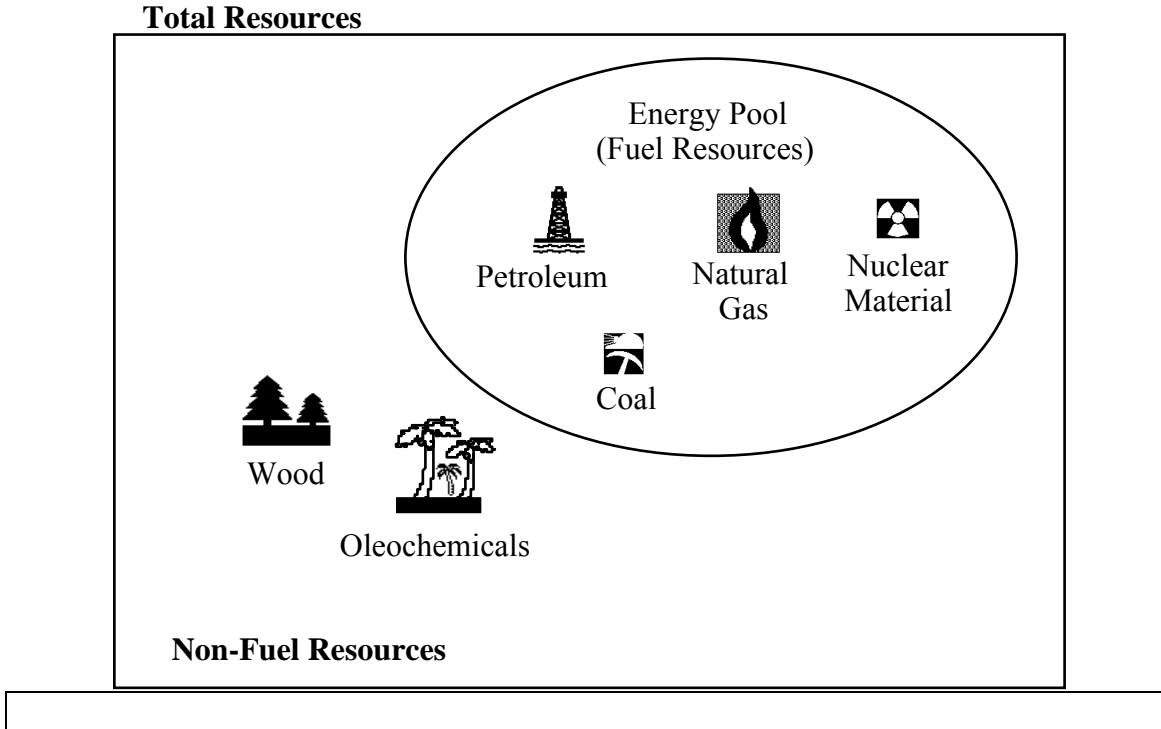 Total Resources
Energy Pool
(Fuel Resources)
Petroleum
Natural
Gas
Nuclear
Material
Coal
Wood
Oleochemicals
Non-Fuel Resources